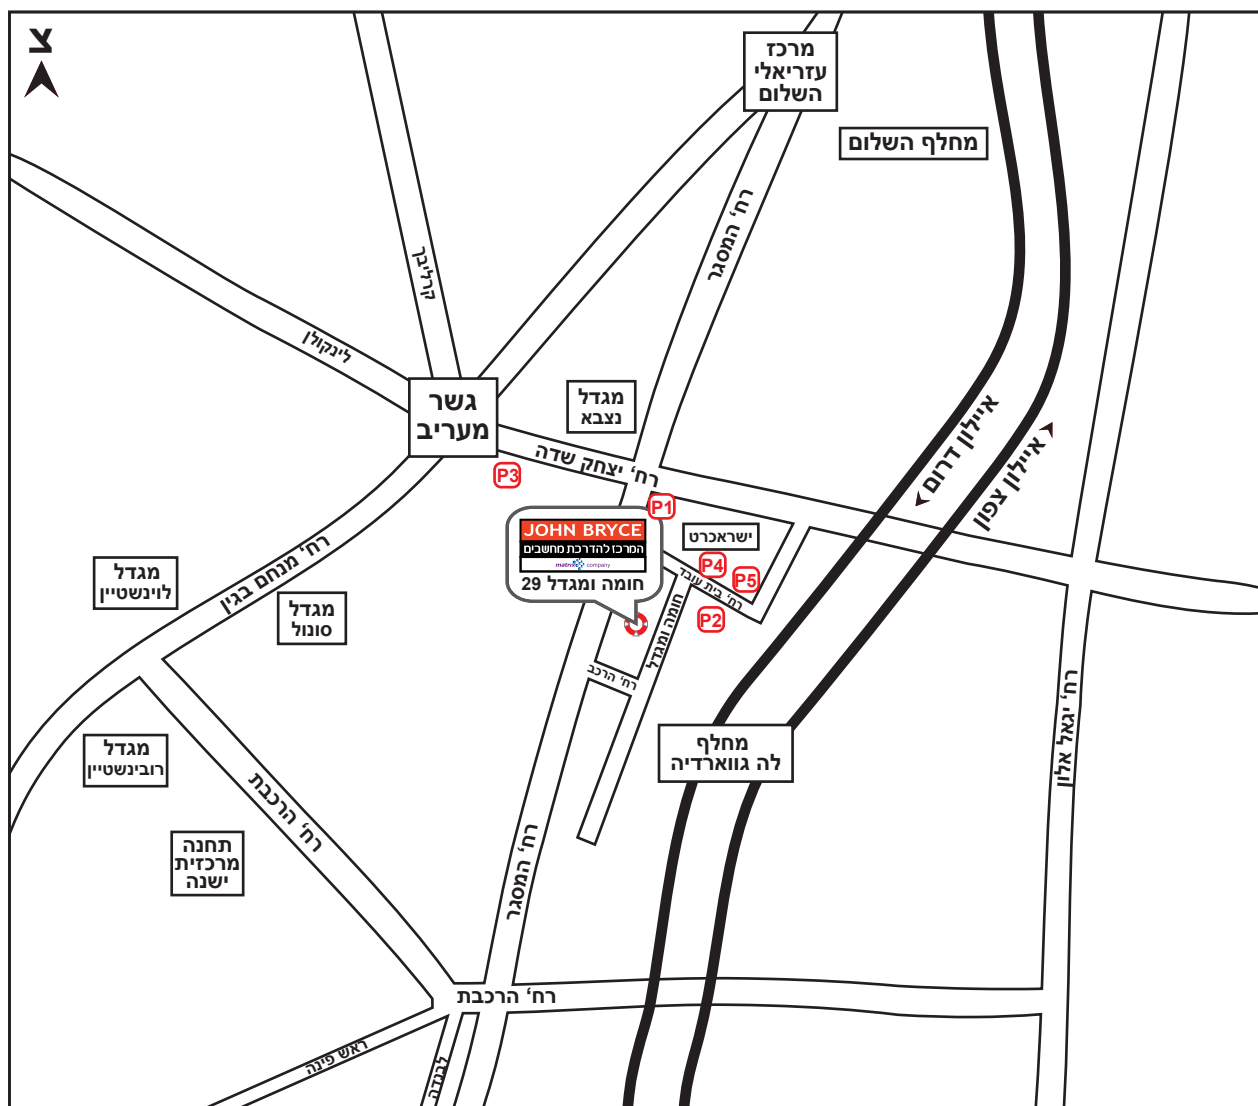 צ
מרכז
עזריאלי
השלום
מחלף השלום
רח' המסגר
קרליבך
לינקולן
גשר
מעריב
מגדל
נצבא
איילון דרום
איילון צפון
רח' יצחק שדה
P3
P1
JOHN BRYCE
המרכז להדרכת מחשבים
matrix company
חומה ומגדל 29
ישראכרט
P4
P5
רח' בית עובד
P2
חומה ומגדל
רח' הרכב
רח' מנחם בגין
מגדל
לוינשטיין
מגדל
סונול
רח' יגאל אלון
מחלף
לה גווארדיה
מגדל
רובינשטיין
רח' הרכבת
תחנה
מרכזית
ישנה
רח' המסגר
רח' הרכבת
ראש פינה
לבנדה